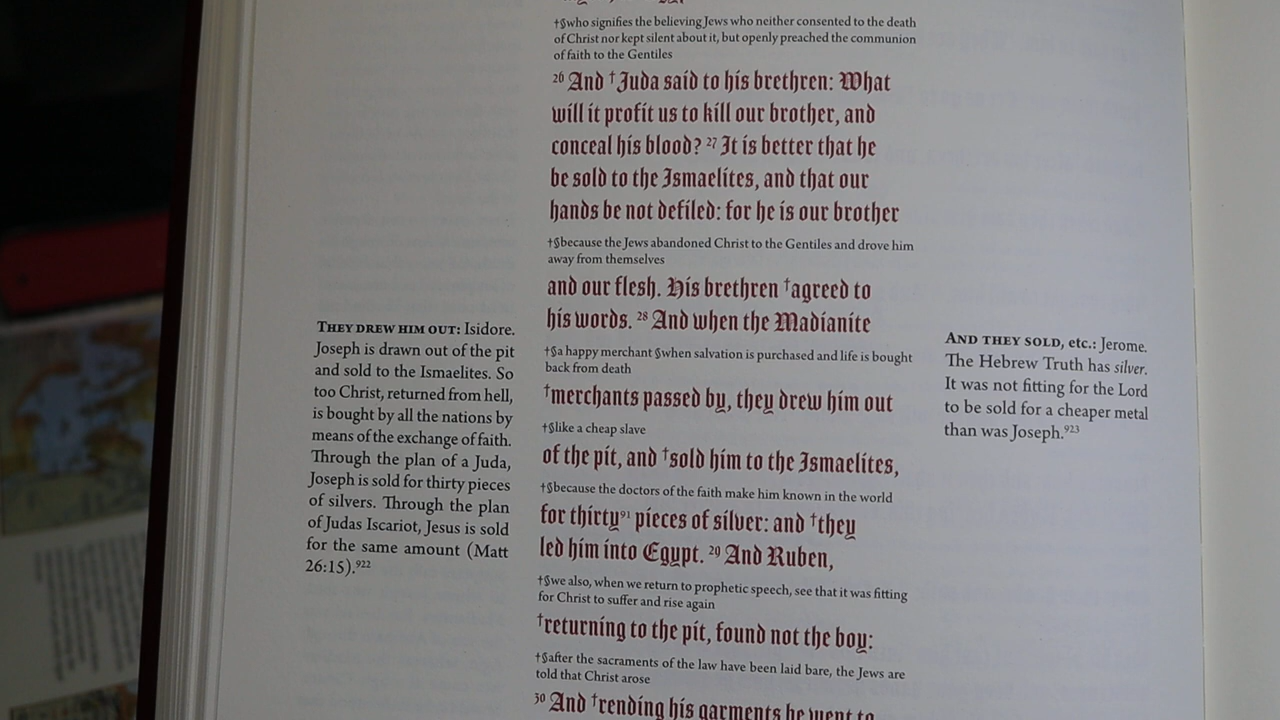 †§who signifies the believing Jews who neither consented to the death
of Christ nor kept silent about it, but openly preached the communion
of faith to the Gentiles
26 And †Juda said to his brethren: What
will it profit us to kill our brother, and
conceal his blood? 27 It is better that he
be sold to the Ismaelites, and that our
hands be not defiled: for he is our brother
†§because the Jews abandoned Christ to the Gentiles and drove him
away from themselves
and our flesh. His brethren †agreed to
his words. 28 And when the Madianite
†§a happy merchant §when salvation is purchased and life is bought
back from death
†merchants passed by, they drew him out
†§like a cheap slave
of the pit, and †sold him to the Ismaelites,
†§because the doctors of the faith make him known in the world
for thirty91 pieces of silver: and †they
led him into Egypt. 29 And Ruben,
†§we also, when we return to prophetic speech, see that it was fitting
for Christ to suffer and rise again
†returning to the pit, found not the boy:
†§after the sacraments of the law have been laid bare, the Jews are
told that Christ arose
30 And †rending his garments he went to
They drew him out: Isidore.
Joseph is drawn out of the pit
and sold to the Ismaelites. So
too Christ, returned from hell,
is bought by all the nations by
means of the exchange of faith.
Through the plan of a Juda,
Joseph is sold for thirty pieces
of silvers. Through the plan
of Judas Iscariot, Jesus is sold
for the same amount (Matt
26:15).922
And they sold, etc.: Jerome.
The Hebrew Truth has silver.
It was not fitting for the Lord
to be sold for a cheaper metal
than was Joseph.923